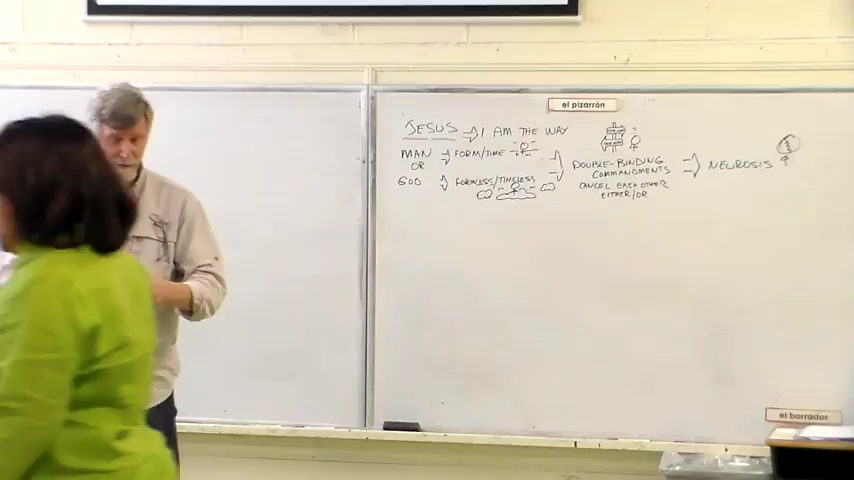 el pizarrón
JESUS ⇒ I AM THE WAY
MAN ⇒ FORM/TIME
OR
GOD ⇒ FORMLESS/TIMELESS
⇒ DOUBLE-BINDING
COMMANDMENTS
CANCEL EACH OTHER
EITHER/OR
⇒ NEUROSIS
el borrador